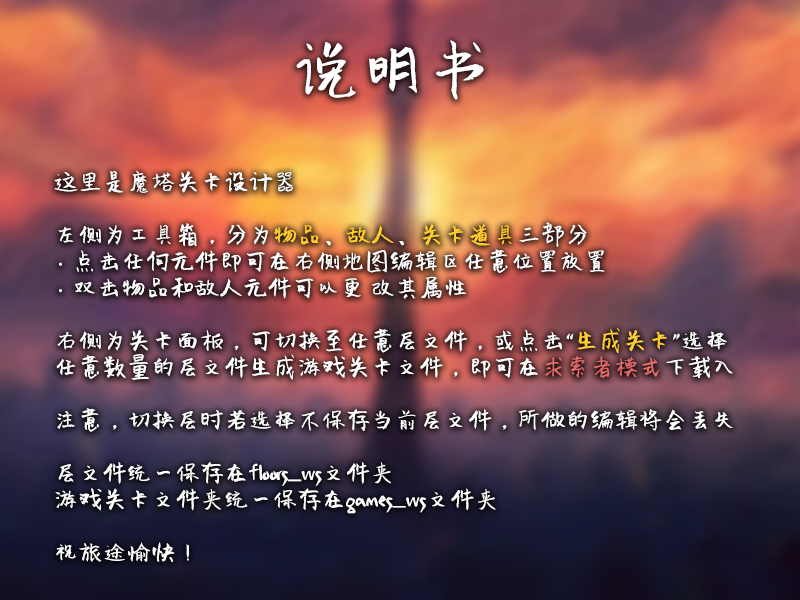 说明书
这里是魔塔关卡设计器
左侧为工具箱，分为物品、敌人、关卡道具三部分
· 点击任何元件即可在右侧地图编辑区任意位置放置
· 双击物品和敌人元件可以更改其属性
右侧为关卡面板，可切换至任意层文件，或点击“生成关卡”选择
任意数量的层文件生成游戏关卡文件，即可在求索者模式下载入
注意，切换层时若选择不保存当前层文件，所做的编辑将会丢失
层文件统一保存在floors_ws文件夹
游戏关卡文件夹统一保存在games_ws文件夹
祝旅途愉快！